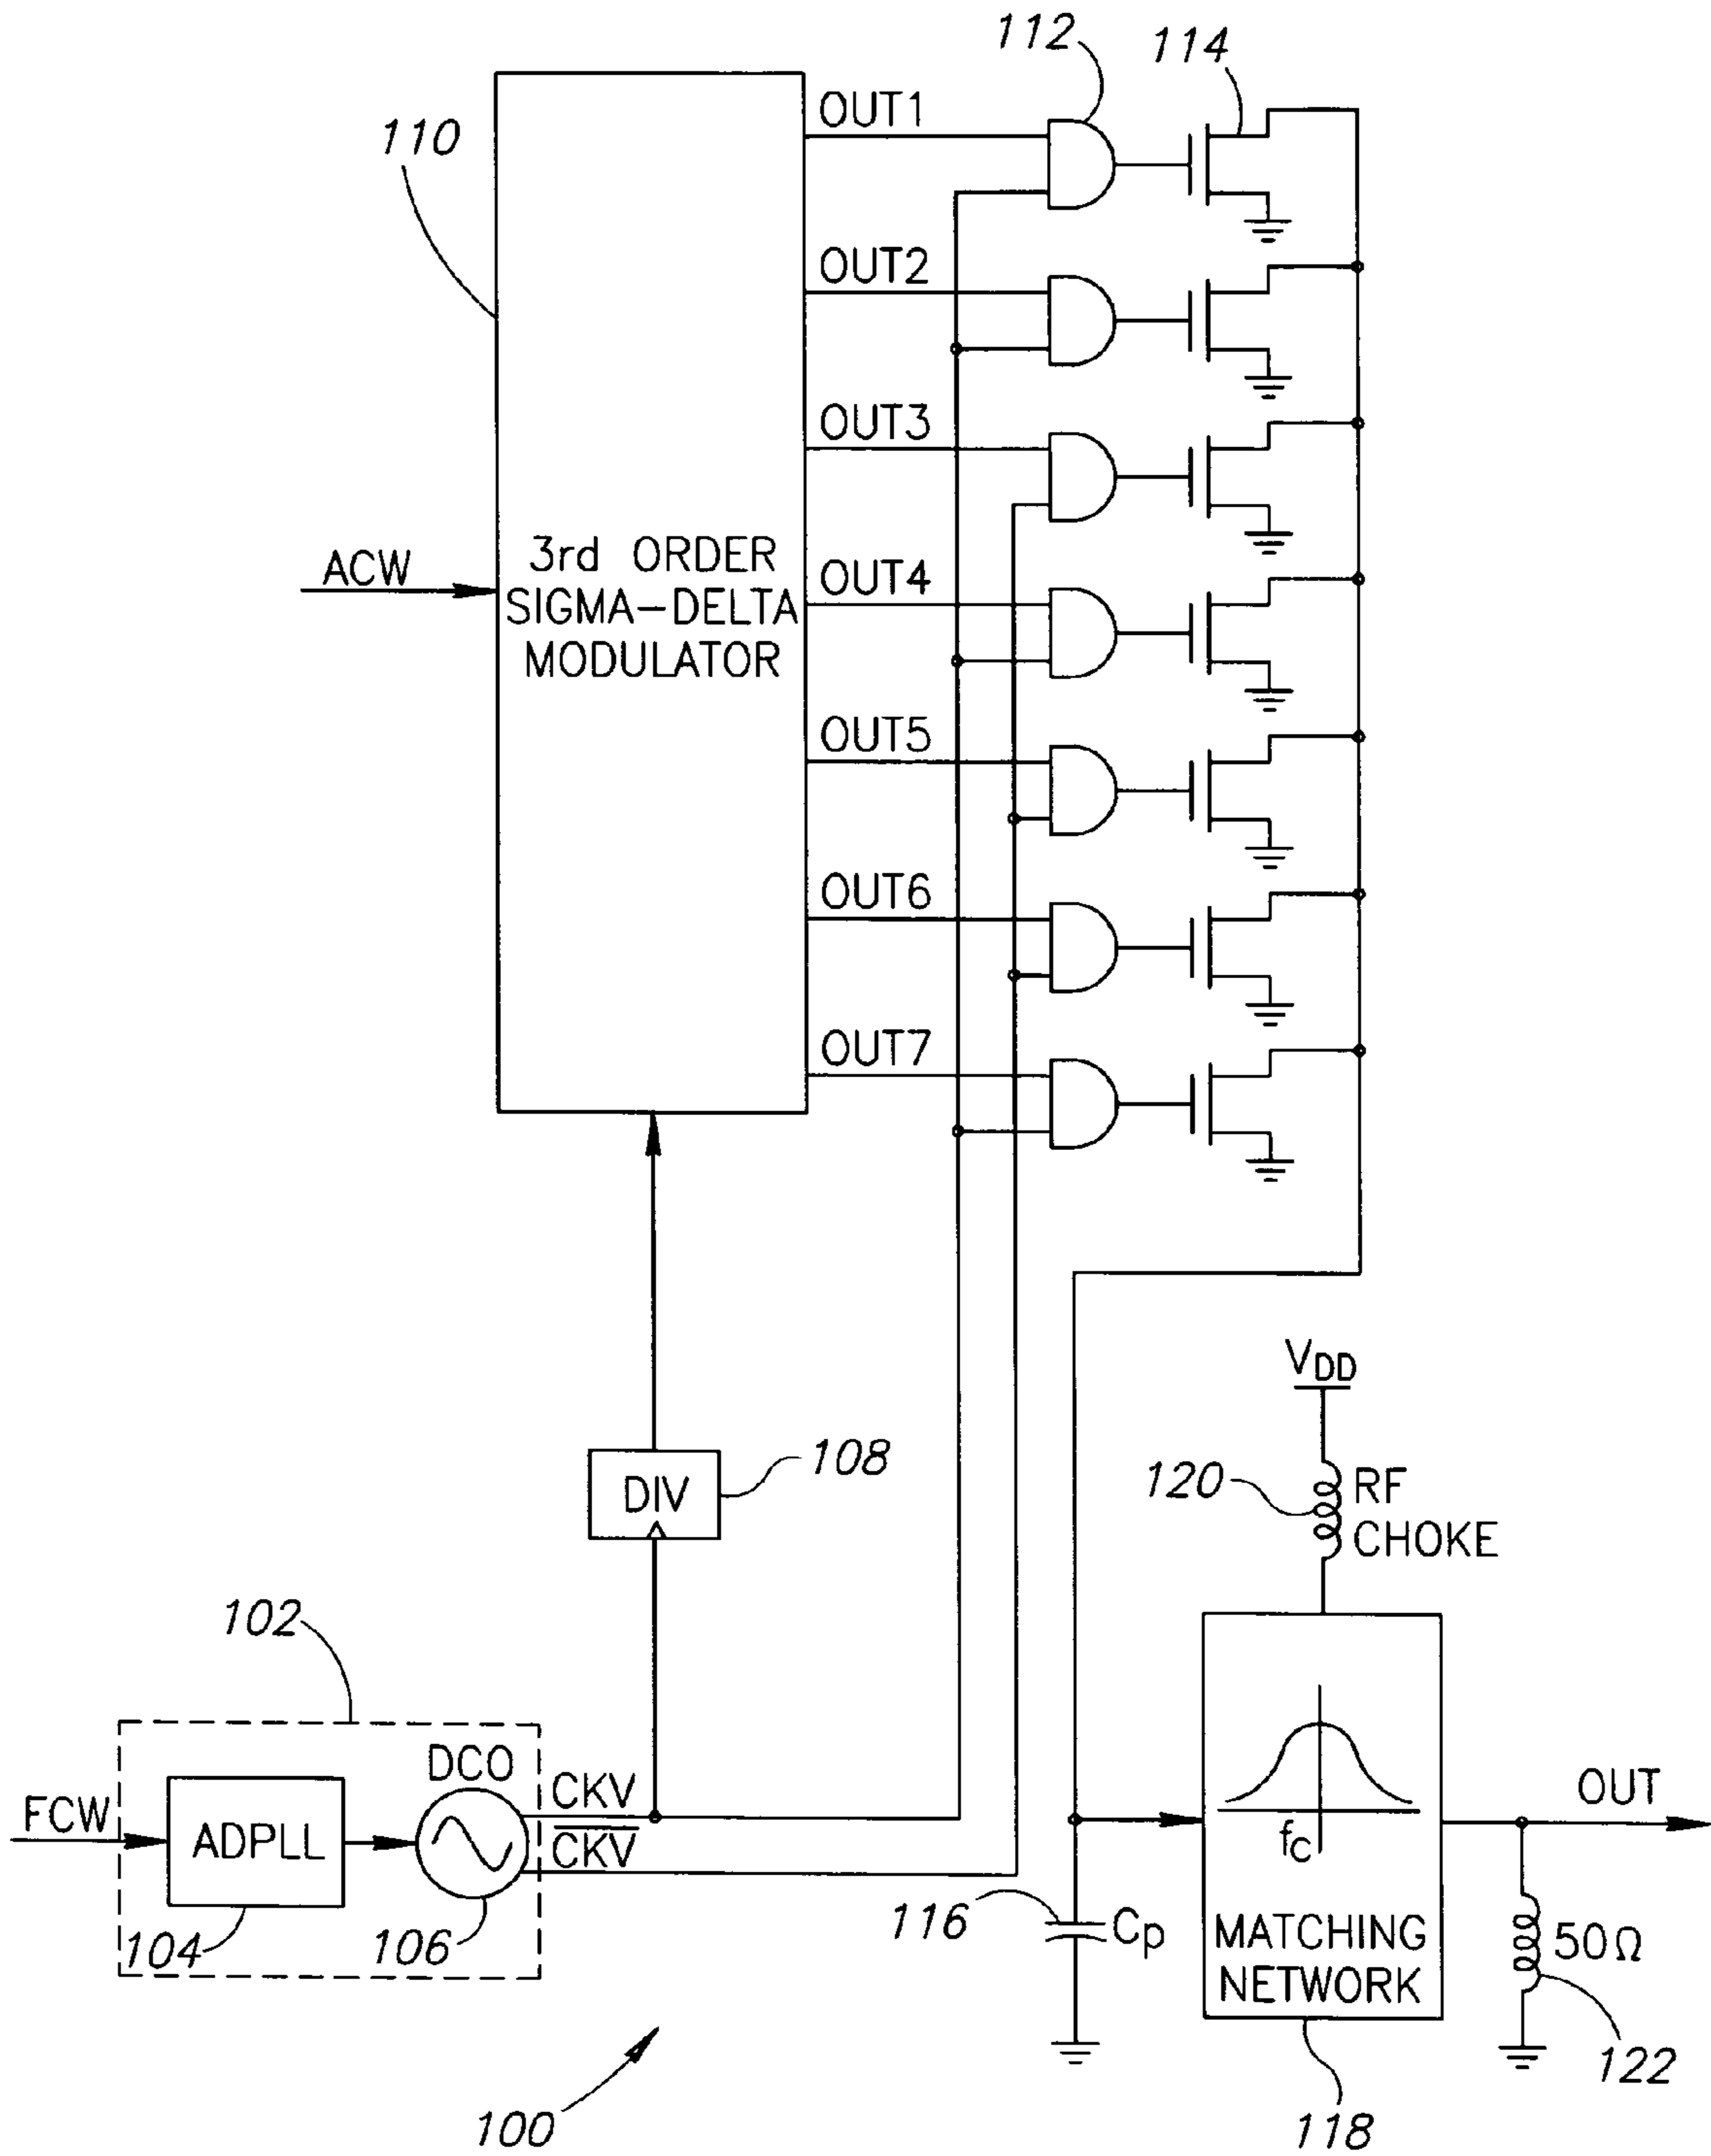 112
114
OUT1
110
OUT2
OUT3
ACW
3rd ORDER
SIGMA-DELTA
MODULATOR
OUT4
OUT5
OUT6
OUT7
VDD
DIV
108
120
RF
CHOKE
102
DCO
FCW
ADPLL
CKV
CKV
fc
OUT
104
106
116
Cp
MATCHING
NETWORK
50Ω
122
100
118